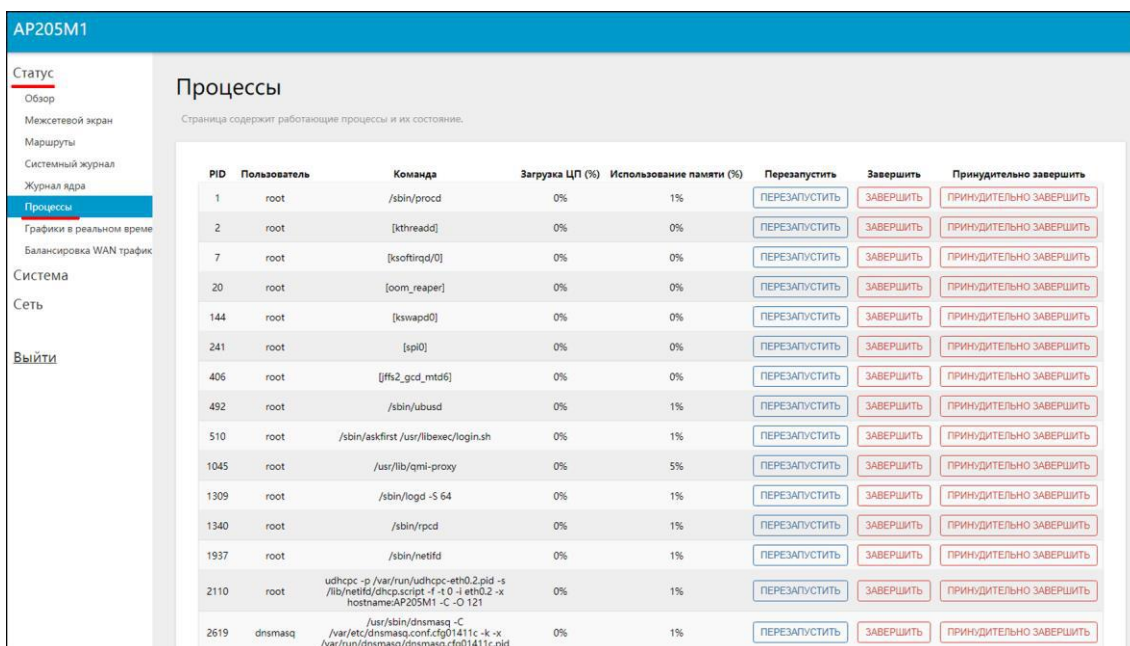 AP205M1
Статус
Обзор
Межсетевой экран
Маршруты
Системный журнал
Журнал ядра
Процессы
Графики в реальном време
Балансировка WAN трафик
Система
Сеть
Выйти
Процессы
Страница содержит работающие процессы и их состояние.
PID Пользователь Команда Загрузка ЦП (%) Использование памяти (%) Перезапустить Завершить Принудительно завершить
1 root /sbin/procd 0% 1% ПЕРЕЗАПУСТИТЬ ЗАВЕРШИТЬ ПРИНУДИТЕЛЬНО ЗАВЕРШИТЬ
2 root [kthreadd] 0% 0% ПЕРЕЗАПУСТИТЬ ЗАВЕРШИТЬ ПРИНУДИТЕЛЬНО ЗАВЕРШИТЬ
7 root [ksoftirqd/0] 0% 0% ПЕРЕЗАПУСТИТЬ ЗАВЕРШИТЬ ПРИНУДИТЕЛЬНО ЗАВЕРШИТЬ
20 root [oom_reaper] 0% 0% ПЕРЕЗАПУСТИТЬ ЗАВЕРШИТЬ ПРИНУДИТЕЛЬНО ЗАВЕРШИТЬ
144 root [kswapd0] 0% 0% ПЕРЕЗАПУСТИТЬ ЗАВЕРШИТЬ ПРИНУДИТЕЛЬНО ЗАВЕРШИТЬ
241 root [spi0] 0% 0% ПЕРЕЗАПУСТИТЬ ЗАВЕРШИТЬ ПРИНУДИТЕЛЬНО ЗАВЕРШИТЬ
406 root [jffs2_gcd_mtd6] 0% 0% ПЕРЕЗАПУСТИТЬ ЗАВЕРШИТЬ ПРИНУДИТЕЛЬНО ЗАВЕРШИТЬ
492 root /sbin/ubusd 0% 1% ПЕРЕЗАПУСТИТЬ ЗАВЕРШИТЬ ПРИНУДИТЕЛЬНО ЗАВЕРШИТЬ
510 root /sbin/askfirst /usr/libexec/login.sh 0% 1% ПЕРЕЗАПУСТИТЬ ЗАВЕРШИТЬ ПРИНУДИТЕЛЬНО ЗАВЕРШИТЬ
1045 root /usr/lib/qmi-proxy 0% 5% ПЕРЕЗАПУСТИТЬ ЗАВЕРШИТЬ ПРИНУДИТЕЛЬНО ЗАВЕРШИТЬ
1309 root /sbin/logd -S 64 0% 1% ПЕРЕЗАПУСТИТЬ ЗАВЕРШИТЬ ПРИНУДИТЕЛЬНО ЗАВЕРШИТЬ
1340 root /sbin/rpcd 0% 1% ПЕРЕЗАПУСТИТЬ ЗАВЕРШИТЬ ПРИНУДИТЕЛЬНО ЗАВЕРШИТЬ
1937 root /sbin/netifd 0% 1% ПЕРЕЗАПУСТИТЬ ЗАВЕРШИТЬ ПРИНУДИТЕЛЬНО ЗАВЕРШИТЬ
udhcpc -p /var/run/udhcpc-eth0.2.pid -s
2110 root /lib/netifd/dhcp.script -f -t 0 -i eth0.2 -x 0% 1% ПЕРЕЗАПУСТИТЬ ЗАВЕРШИТЬ ПРИНУДИТЕЛЬНО ЗАВЕРШИТЬ
hostname:AP205M1 -C -O 121
/usr/sbin/dnsmasq -C
2619 dnsmasq /var/etc/dnsmasq.conf.cfg01411c -k -x 0% 1% ПЕРЕЗАПУСТИТЬ ЗАВЕРШИТЬ ПРИНУДИТЕЛЬНО ЗАВЕРШИТЬ
/var/run/dnsmasq/dnsmasq.cfg01411c.pid